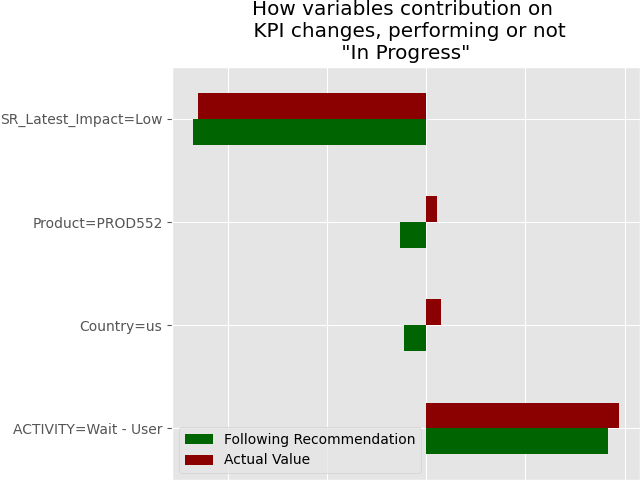 How variables contribution on
KPI changes, performing or not
"In Progress"
SR_Latest_Impact=Low
Product=PROD552
Country=us
ACTIVITY=Wait - User
Following Recommendation
Actual Value